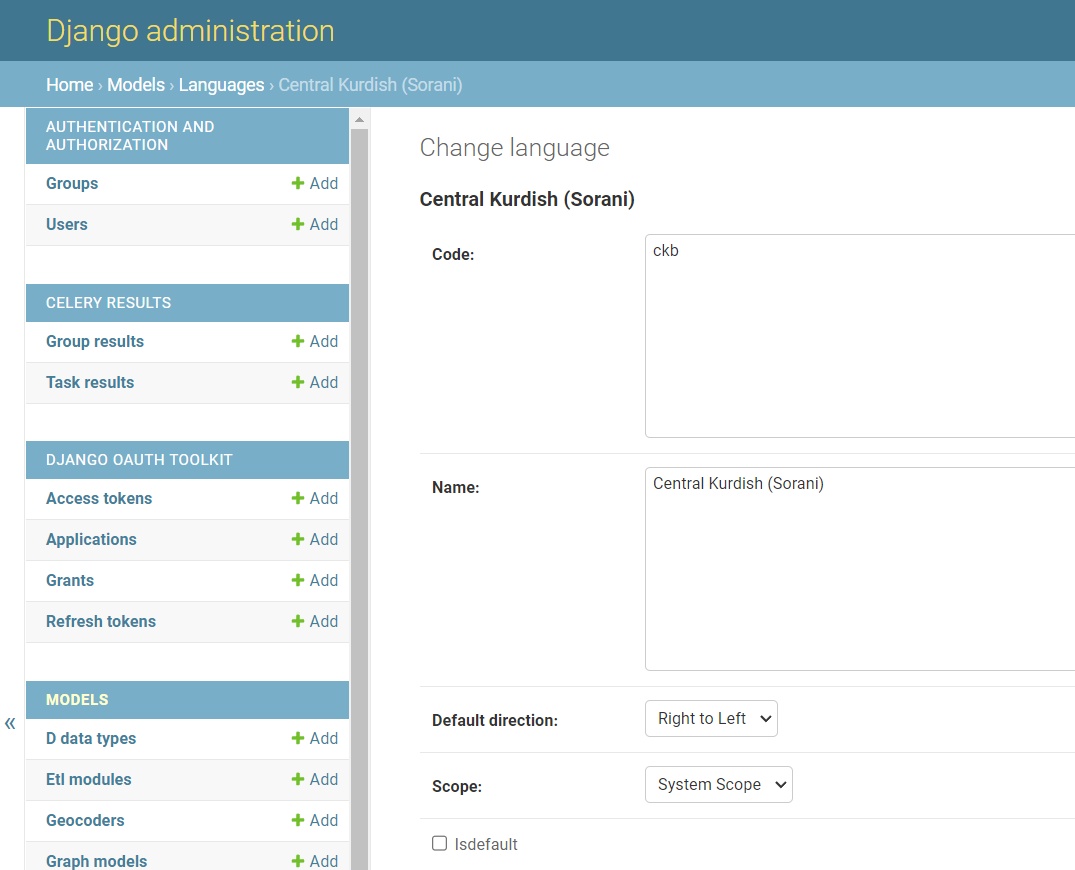 Django administration
Home › Models › Languages › Central Kurdish (Sorani)
AUTHENTICATION AND
AUTHORIZATION
Groups Add
Users Add
CELERY RESULTS
Group results Add
Task results Add
DJANGO OAUTH TOOLKIT
Access tokens Add
Applications Add
Grants Add
Refresh tokens Add
MODELS
D data types Add
Etl modules Add
Geocoders Add
Graph models Add
«
Change language
Central Kurdish (Sorani)
Code: ckb
Name: Central Kurdish (Sorani)
Default direction: Right to Left
Scope: System Scope
Isdefault